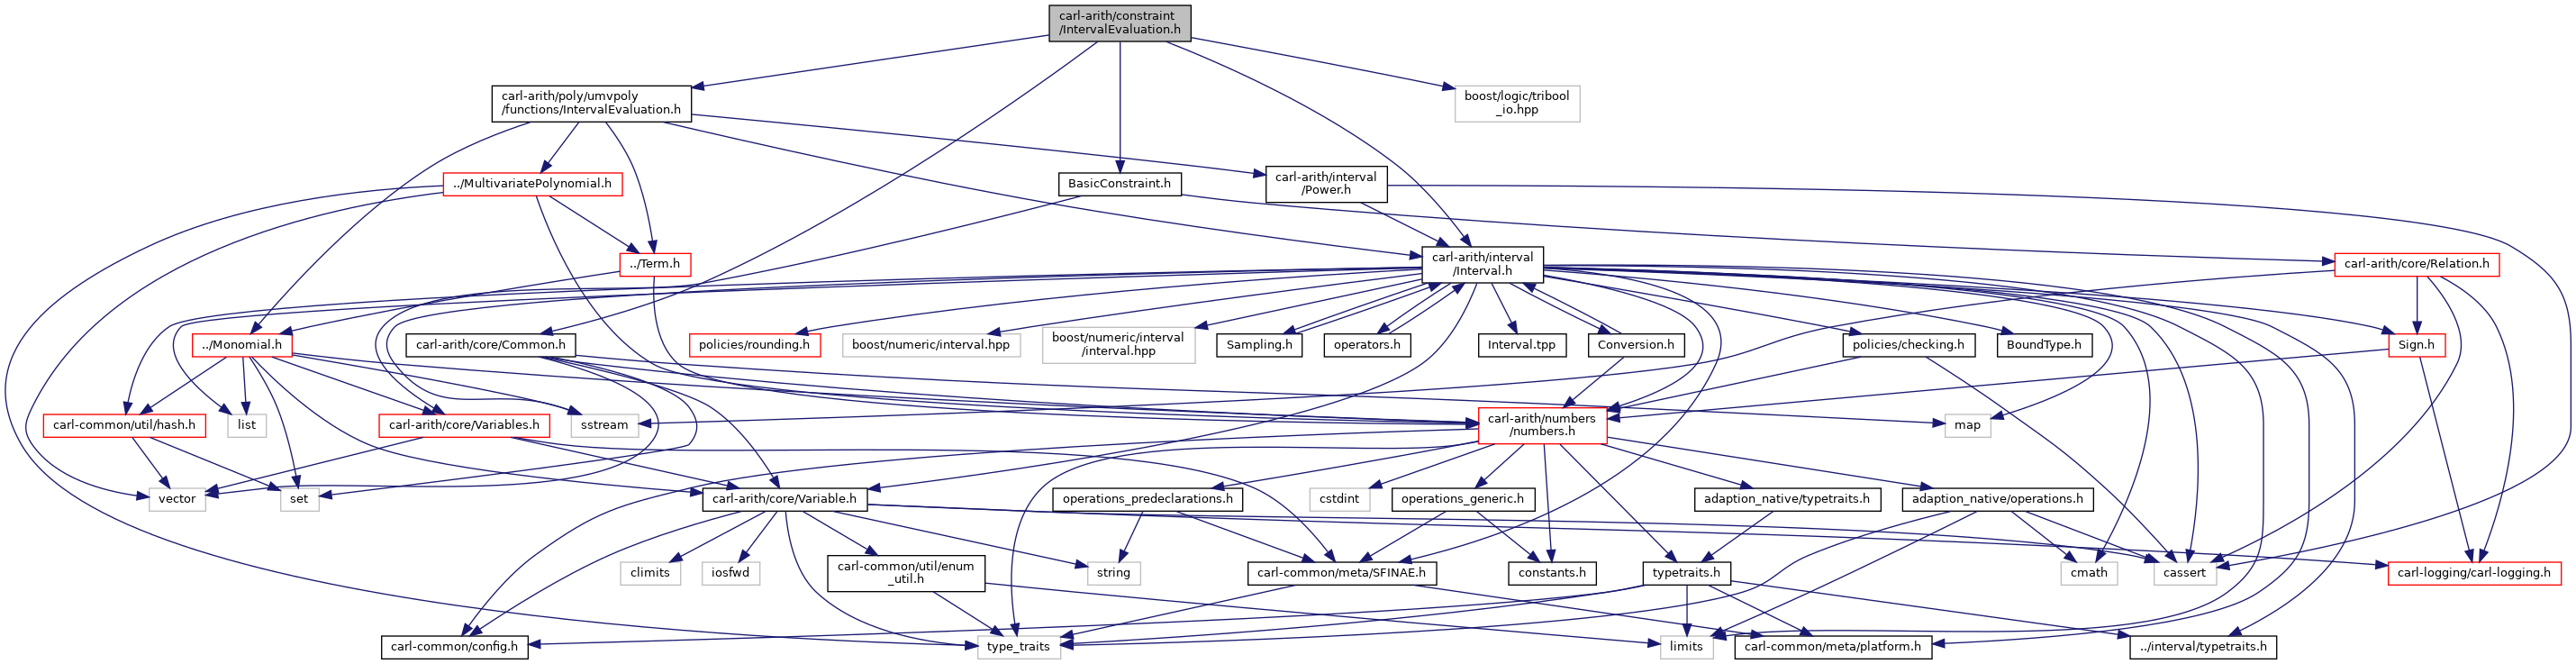 carl-arith/constraint
/IntervalEvaluation.h
carl-arith/poly/umvpoly
/functions/IntervalEvaluation.h
boost/logic/tribool
_io.hpp
../MultivariatePolynomial.h
BasicConstraint.h
carl-arith/interval
/Power.h
../Term.h
carl-arith/interval
/Interval.h
carl-arith/core/Relation.h
../Monomial.h
carl-arith/core/Common.h
policies/rounding.h
boost/numeric/interval.hpp
boost/numeric/interval
/interval.hpp
Sampling.h
operators.h
Interval.tpp
Conversion.h
policies/checking.h
BoundType.h
Sign.h
carl-common/util/hash.h
list
carl-arith/core/Variables.h
sstream
carl-arith/numbers
/numbers.h
map
vector
set
carl-arith/core/Variable.h
operations_predeclarations.h
cstdint
operations_generic.h
adaption_native/typetraits.h
adaption_native/operations.h
climits
iosfwd
carl-common/util/enum
_util.h
string
carl-common/meta/SFINAE.h
constants.h
typetraits.h
cmath
cassert
carl-logging/carl-logging.h
carl-common/config.h
type_traits
limits
carl-common/meta/platform.h
../interval/typetraits.h